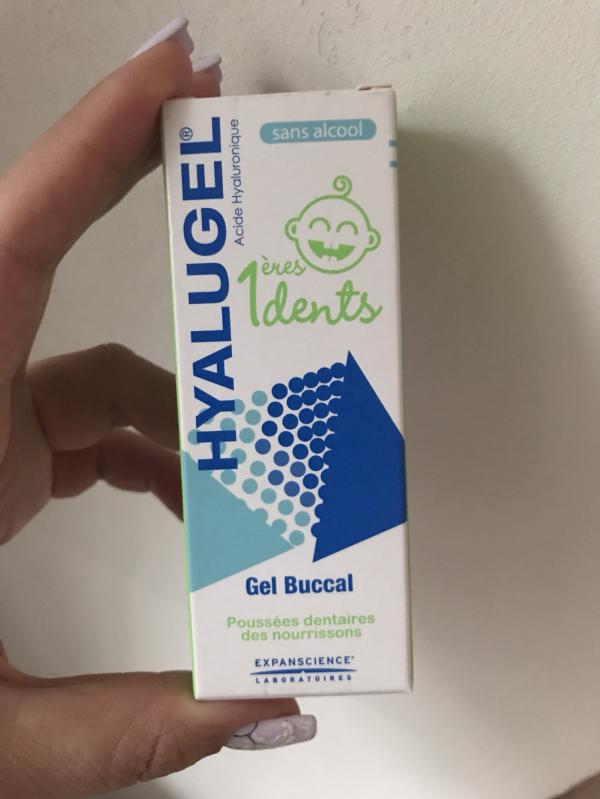 sans alcool
HYALUGEL®
Acide Hyaluronique
1ères
dents
Gel Buccal
Poussées dentaires
des nourrissons
EXPANSCIENCE®
LABORATOIRES